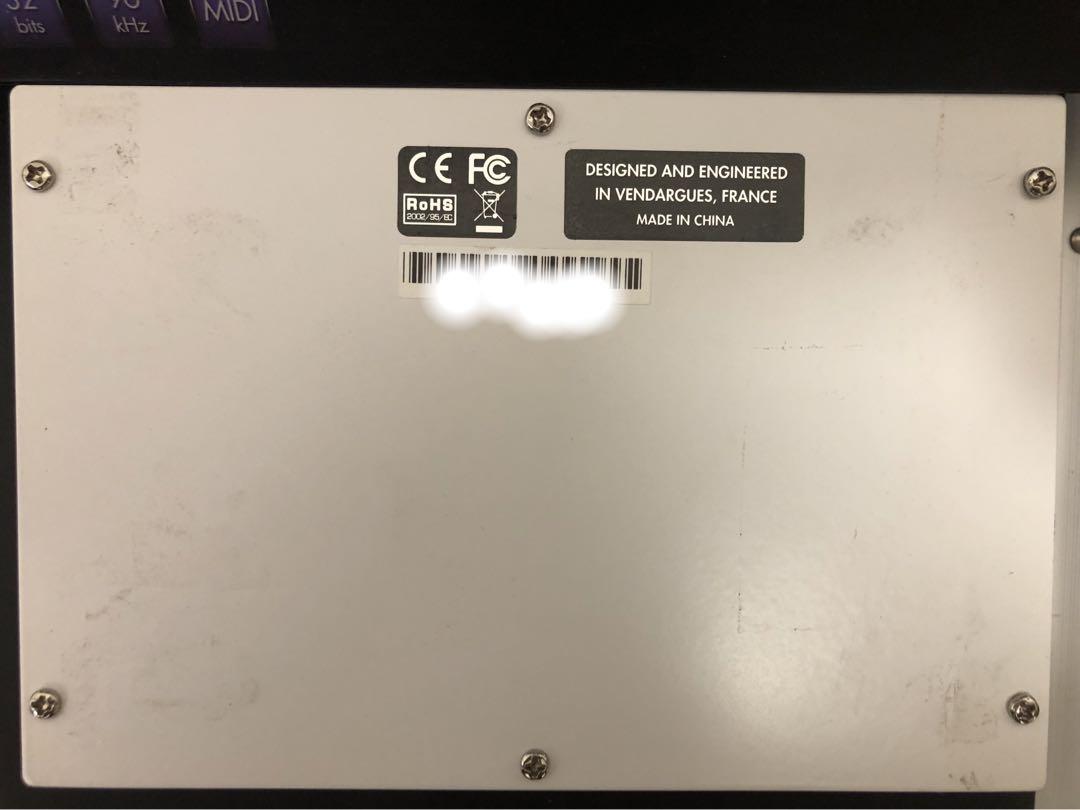 bits
kHz
MIDI
CE FC
RoHS
2002/95/EC
DESIGNED AND ENGINEERED
IN VENDARGUES, FRANCE
MADE IN CHINA